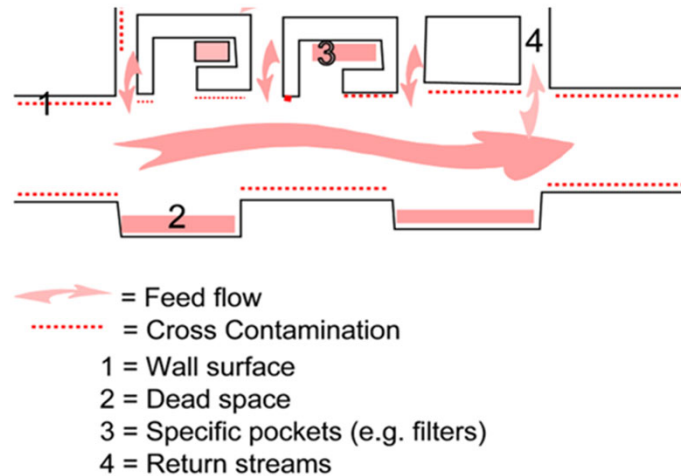 4
3
1
2
= Feed flow
= Cross Contamination
1 = Wall surface
2 = Dead space
3 = Specific pockets (e.g. filters)
4 = Return streams